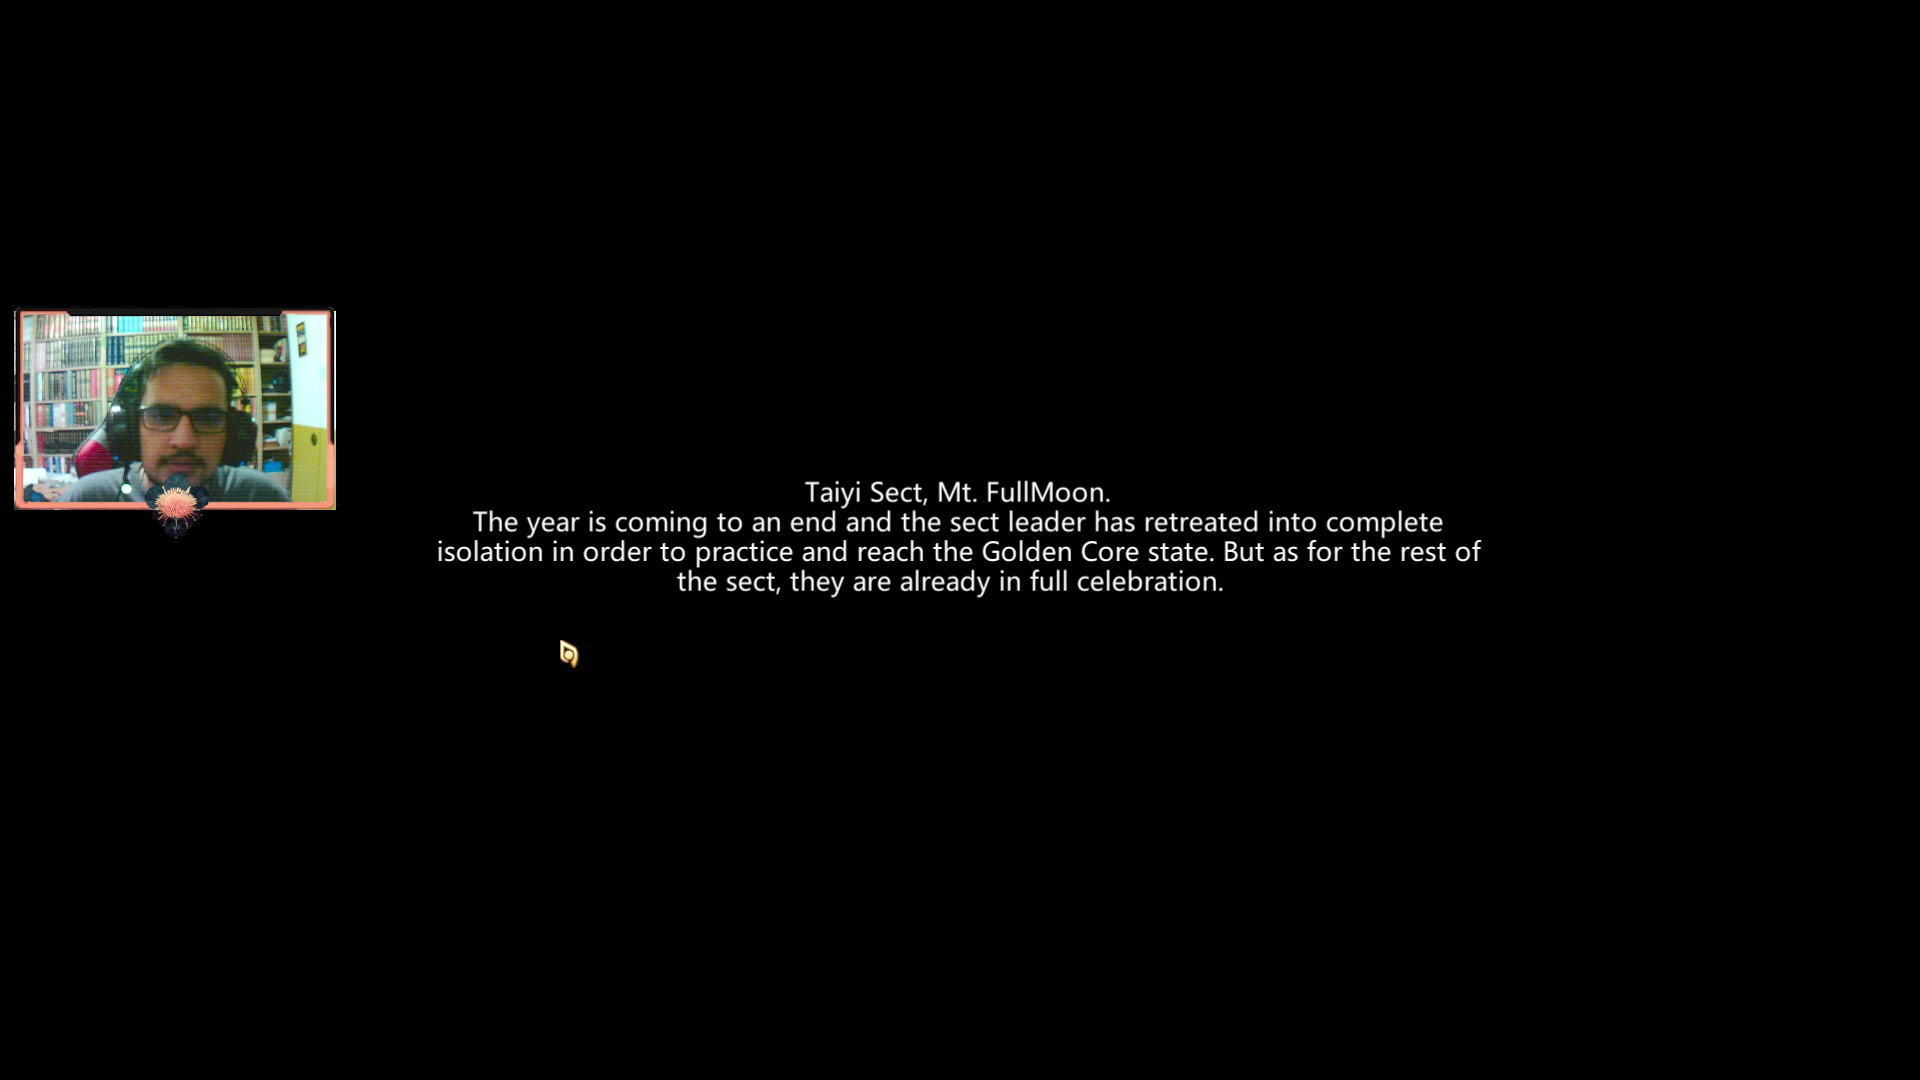 Taiyi Sect, Mt. FullMoon.
The year is coming to an end and the sect leader has retreated into complete
isolation in order to practice and reach the Golden Core state. But as for the rest of
the sect, they are already in full celebration.